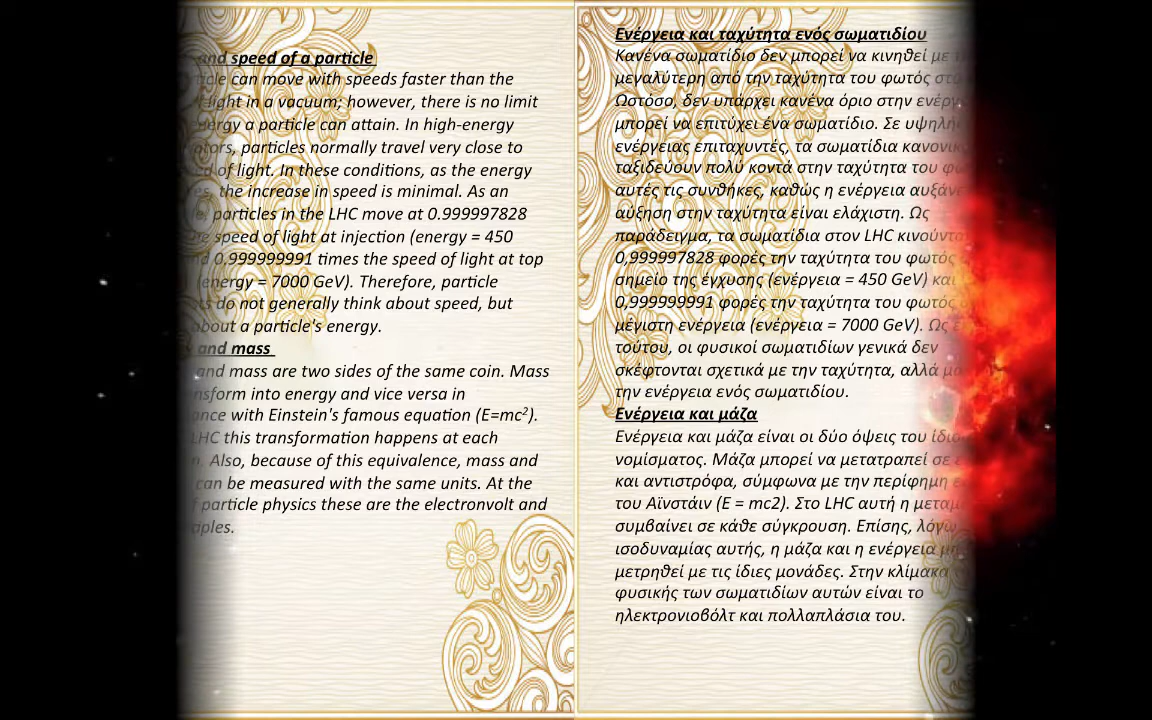 and speed of a particle
can move with speeds faster than the
light in a vacuum; however, there is no limit
energy a particle can attain. In high-energy
particles normally travel very close to
of light. In these conditions, as the energy
the increase in speed is minimal. As an
particles in the LHC move at 0.999997828
speed of light at injection (energy = 450
0.999999991 times the speed of light at top
(energy = 7000 GeV). Therefore, particle
do not generally think about speed, but
about a particle's energy.
and mass
and mass are two sides of the same coin. Mass
into energy and vice versa in
with Einstein's famous equation (E=mc²).
LHC this transformation happens at each
Also, because of this equivalence, mass and
can be measured with the same units. At the
particle physics these are the electronvolt and
Ενέργεια και ταχύτητα ενός σωματιδίου
Κανένα σωματίδιο δεν μπορεί να κινηθεί με
μεγαλύτερη από την ταχύτητα του φωτός
Ωστόσο, δεν υπάρχει κανένα όριο στην
μπορεί να επιτύχει ένα σωματίδιο. Σε
ενέργειας επιταχυντές, τα σωματίδια
ταξιδεύουν πολύ κοντά στην ταχύτητα του
αυτές τις συνθήκες, καθώς η ενέργεια
αύξηση στην ταχύτητα είναι ελάχιστη. Ως
παράδειγμα, τα σωματίδια στον LHC
0,999997828 φορές την ταχύτητα του φωτός
σημείο της έγχυσης (ενέργεια = 450 GeV) και
0,999999991 φορές την ταχύτητα του φωτός
μέγιστη ενέργεια (ενέργεια = 7000 GeV). Ως
τούτου, οι φυσικοί σωματιδίων γενικά δεν
σκέφτονται σχετικά με την ταχύτητα, αλλά
την ενέργεια ενός σωματιδίου.
Ενέργεια και μάζα
Ενέργεια και μάζα είναι οι δύο όψεις του
νομίσματος. Μάζα μπορεί να μετατραπεί σε
και αντιστρόφα, σύμφωνα με την περίφημη
του Αϊνστάιν (E = mc2). Στο LHC αυτή η
συμβαίνει σε κάθε σύγκρουση. Επίσης, λόγω
ισοδυναμίας αυτής, η μάζα και η ενέργεια
μετρηθεί με τις ίδιες μονάδες. Στην κλίμακα
φυσικής των σωματιδίων αυτών είναι το
ηλεκτρονιοβόλτ και πολλαπλάσια του.